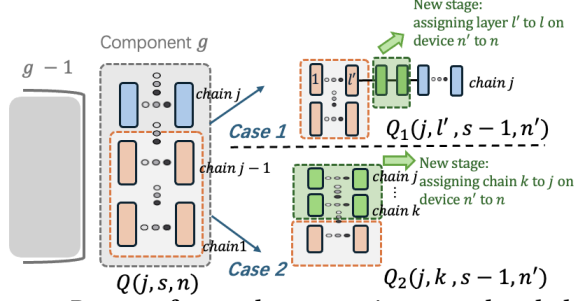 New stage:
assigning layer l′ to l on
device n′ to n
Component g
g − 1
1
l′
chain j
chain j
Case 1
Q₁(j, l′, s − 1, n′)
chain j − 1
New stage:
assigning chain k to j on
device n′ to n
chain j
⋮
chain k
chain1
Case 2
Q(j, s, n)
Q₂(j, k, s − 1, n′)